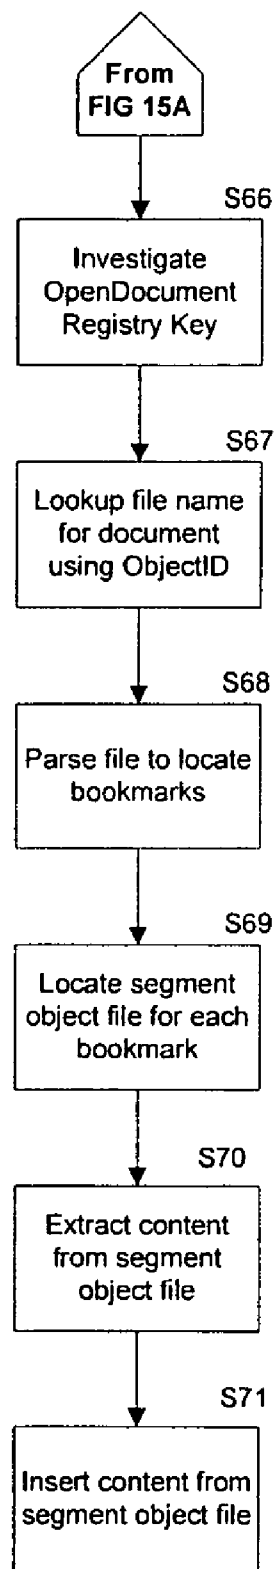 From
FIG 15A
S66
Investigate
OpenDocument
Registry Key
S67
Lookup file name
for document
using ObjectID
S68
Parse file to locate
bookmarks
S69
Locate segment
object file for each
bookmark
S70
Extract content
from segment
object file
S71
Insert content from
segment object file